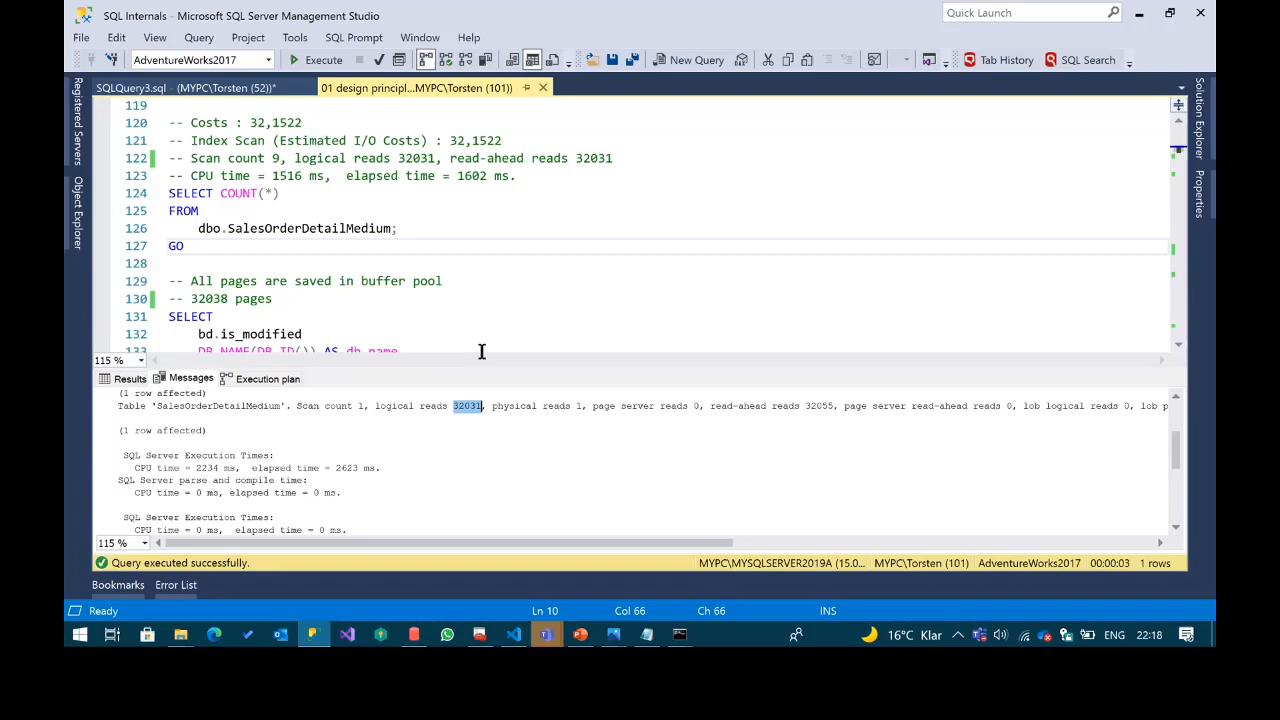 SQL Internals - Microsoft SQL Server Management Studio
Quick Launch
File Edit View Query Project Tools SQL Prompt Window Help
AdventureWorks2017 Execute New Query Tab History SQL Search
SQLQuery3.sql - (MYPC\Torsten (52))* 01 design principl...MYPC\Torsten (101))
Registered Servers
Object Explorer
Solution Explorer
Properties
119
120 -- Costs : 32,1522
121 -- Index Scan (Estimated I/O Costs) : 32,1522
122 -- Scan count 9, logical reads 32031, read-ahead reads 32031
123 -- CPU time = 1516 ms, elapsed time = 1602 ms.
124 SELECT COUNT(*)
125 FROM
126 dbo.SalesOrderDetailMedium;
127 GO
128
129 -- All pages are saved in buffer pool
130 -- 32038 pages
131 SELECT
132 bd.is_modified
133 DB_NAME(DB_ID()) AS db_name
115 %
Results Messages Execution plan
(1 row affected)
Table 'SalesOrderDetailMedium'. Scan count 1, logical reads 32031, physical reads 1, page server reads 0, read-ahead reads 32055, page server read-ahead reads 0, lob logical reads 0, lob p
(1 row affected)
SQL Server Execution Times:
CPU time = 2234 ms, elapsed time = 2623 ms.
SQL Server parse and compile time:
CPU time = 0 ms, elapsed time = 0 ms.
SQL Server Execution Times:
CPU time = 0 ms, elapsed time = 0 ms.
115 %
Query executed successfully. MYPC\MYSQLSERVER2019A (15.0... MYPC\Torsten (101) AdventureWorks2017 00:00:03 1 rows
Bookmarks Error List
Ready Ln 10 Col 66 Ch 66 INS
16°C Klar ENG 22:18